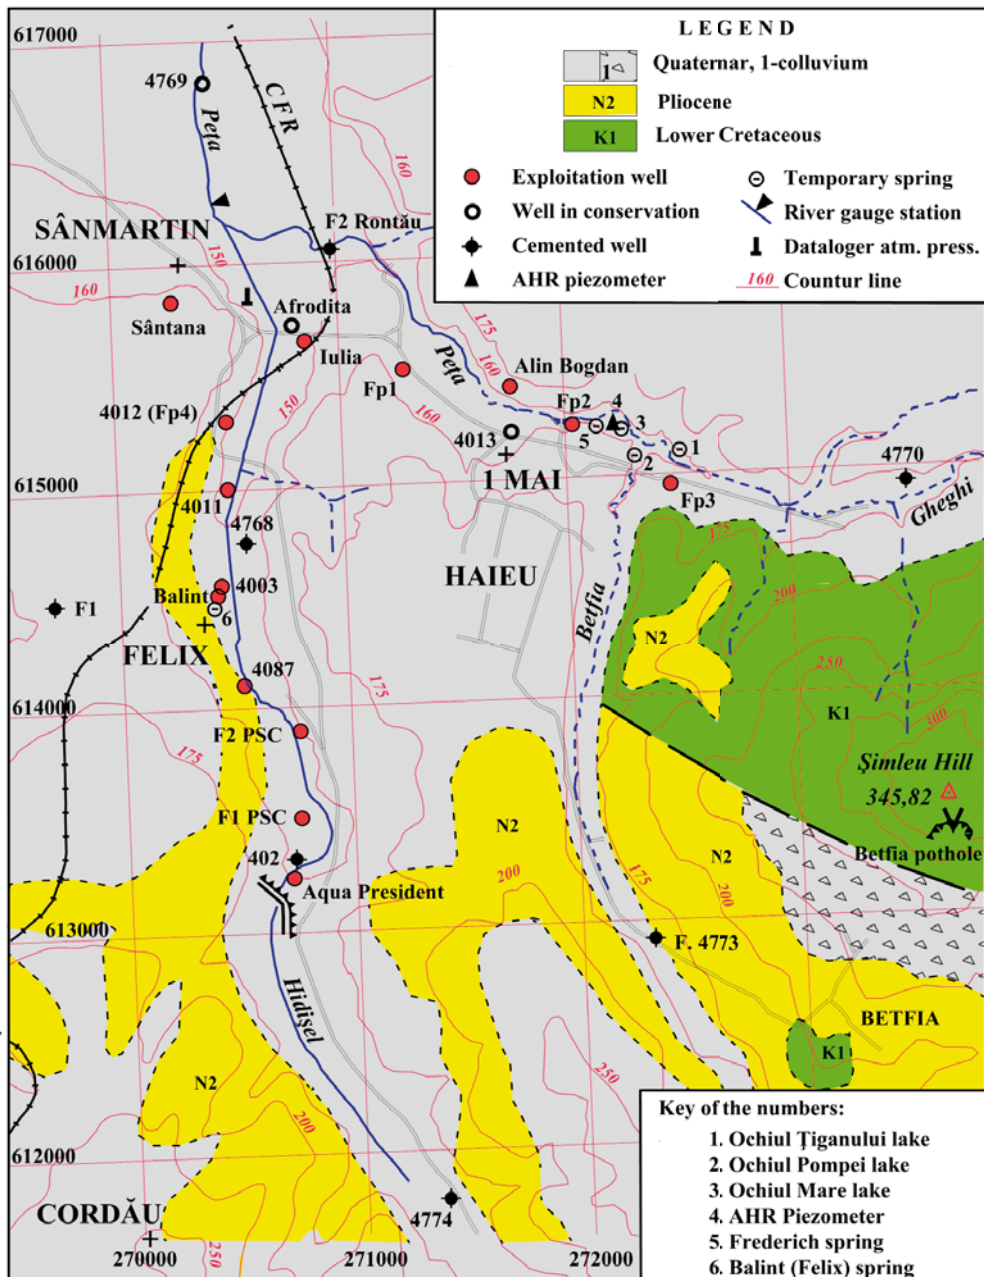 617000
4769
Peţa
CFR
160
SÂNMARTIN
F2 Rontău
616000
150
160
Sântana
Afrodita
Iulia
Peţa
175
160
Alin Bogdan
Fp1
150
160
4012 (Fp4)
Fp2
4
3
5
4013
2
1
1 MAI
4770
615000
4011
Fp3
Gheghi
4768
175
HAIEU
Betfia
200
4003
Balint
6
F1
N2
FELIX
4087
175
250
K1
300
614000
F2 PSC
175
Şimleu Hill
345,82
F1 PSC
N2
N2
Betfia pothole
402
Aqua President
200
175
200
613000
F. 4773
Hidişel
BETFIA
K1
N2
250
200
612000
CORDĂU
4774
250
270000
271000
272000
LEGEND
1
Quaternar, 1-colluvium
N2
Pliocene
K1
Lower Cretaceous
Exploitation well
Temporary spring
Well in conservation
River gauge station
Cemented well
Dataloger atm. press.
AHR piezometer
160
Countur line
Key of the numbers:
1. Ochiul Ţiganului lake
2. Ochiul Pompei lake
3. Ochiul Mare lake
4. AHR Piezometer
5. Frederich spring
6. Balint (Felix) spring